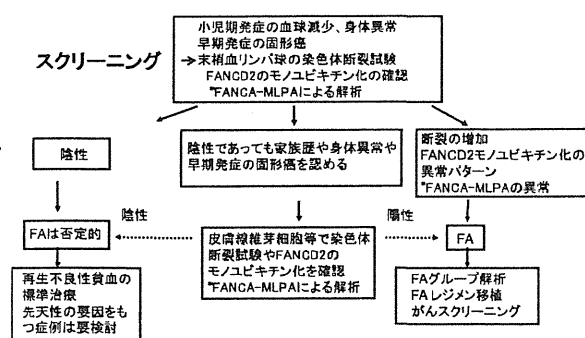 小児期発症の血球減少、身体異常
早期発症の固形癌
スクリーニング
→末梢血リンパ球の染色体断裂試験
FANCD2のモノユビキチン化の確認
*FANCA-MLPAIによる解析
陰性
陰性であっても家族歴や身体異常や
早期発症の固形癌を認める
断裂の増加
FANCD2モノユビキチン化の
異常パターン
*FANCA-MLPAの異常
陰性
陽性
FAは否定的
皮膚線維芽細胞等で染色体
断裂試験やFANCD2の
モノユビキチン化を確認
*FANCA-MLPAIによる解析
FA
再生不良性貧血の
標準治療
先天性の要因をも
つ症例は要検討
FAグループ解析
FAレジメン移植
がんスクリーニング